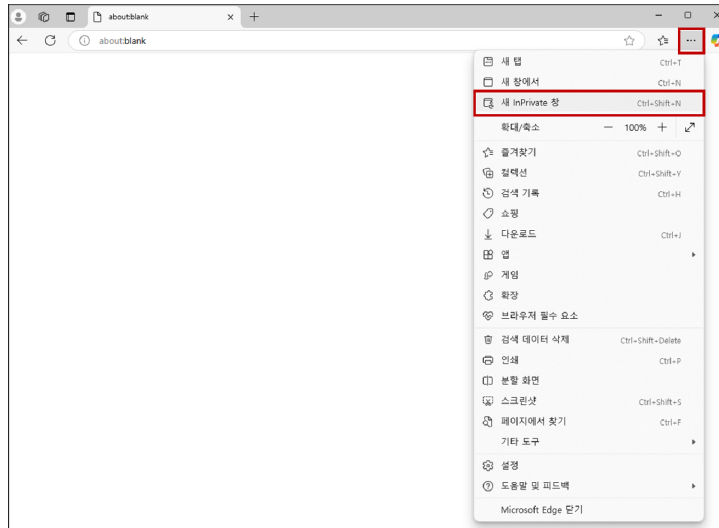 about:blank
about:blank
새 탭 Ctrl+T
새 창에서 Ctrl+N
새 InPrivate 창 Ctrl+Shift+N
확대/축소 — 100% +
즐겨찾기 Ctrl+Shift+O
컬렉션 Ctrl+Shift+Y
검색 기록 Ctrl+H
쇼핑
다운로드 Ctrl+J
앱
게임
확장
브라우저 필수 요소
검색 데이터 삭제 Ctrl+Shift+Delete
인쇄 Ctrl+P
분할 화면
스크린샷 Ctrl+Shift+S
페이지에서 찾기 Ctrl+F
기타 도구
설정
도움말 및 피드백
Microsoft Edge 닫기